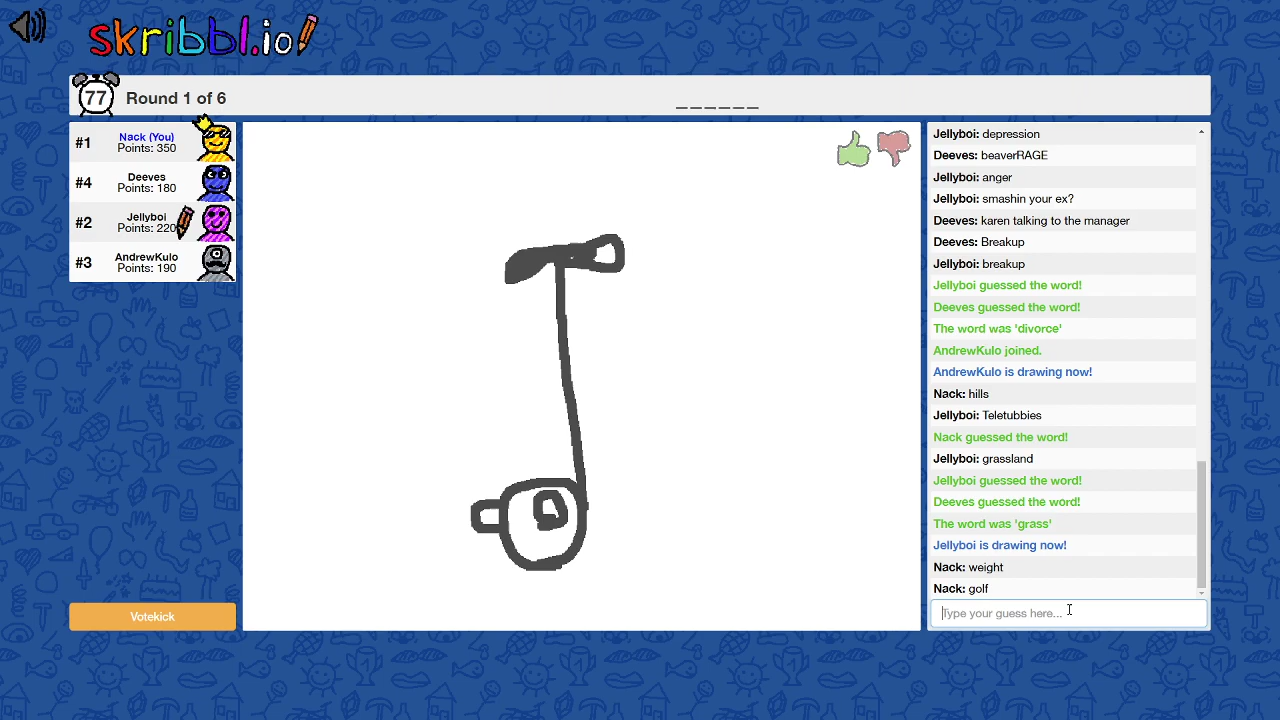 skribbl.io
77
Round 1 of 6
______
#1
Nack (You)
Points: 350
#4
Deeves
Points: 180
#2
Jellyboi
Points: 220
#3
AndrewKulo
Points: 190
Votekick
Jellyboi: depression
Deeves: beaverRAGE
Jellyboi: anger
Jellyboi: smashin your ex?
Deeves: karen talking to the manager
Deeves: Breakup
Jellyboi: breakup
Jellyboi guessed the word!
Deeves guessed the word!
The word was 'divorce'
AndrewKulo joined.
AndrewKulo is drawing now!
Nack: hills
Jellyboi: Teletubbies
Nack guessed the word!
Jellyboi: grassland
Jellyboi guessed the word!
Deeves guessed the word!
The word was 'grass'
Jellyboi is drawing now!
Nack: weight
Nack: golf
Type your guess here...